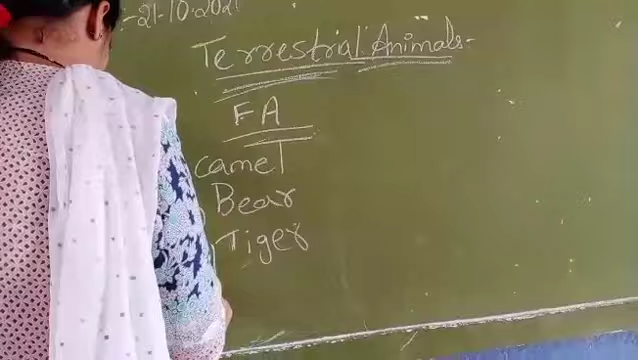 :-21-10-2021
Terrestrial Animals-
FA
camel
Bear
Tiger